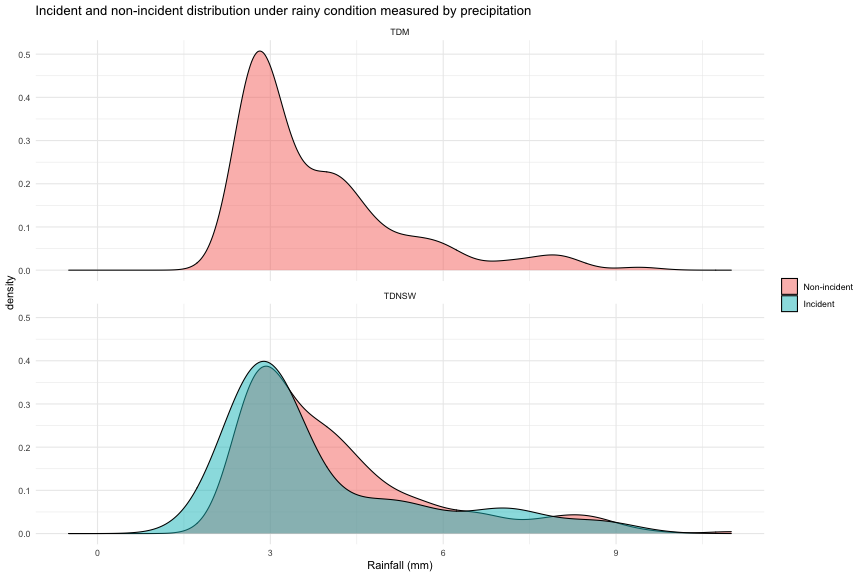 Incident and non-incident distribution under rainy condition measured by precipitation
TDM
0.5
0.4
0.3
0.2
0.1
0.0
density
TDNSW
0.5
0.4
0.3
0.2
0.1
0.0
0 3 6 9
Rainfall (mm)
Non-incident
Incident